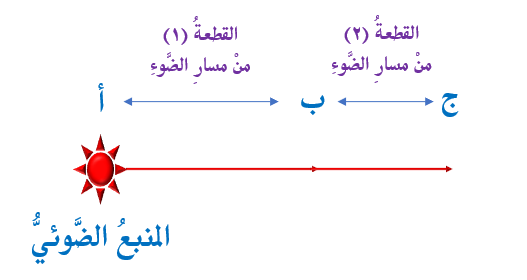 القطعةُ (١)
منْ مسارِ الضَّوءِ
القطعةُ (٢)
منْ مسارِ الضَّوءِ
أ
ب
ج
المنبعُ الضَّوئيُّ